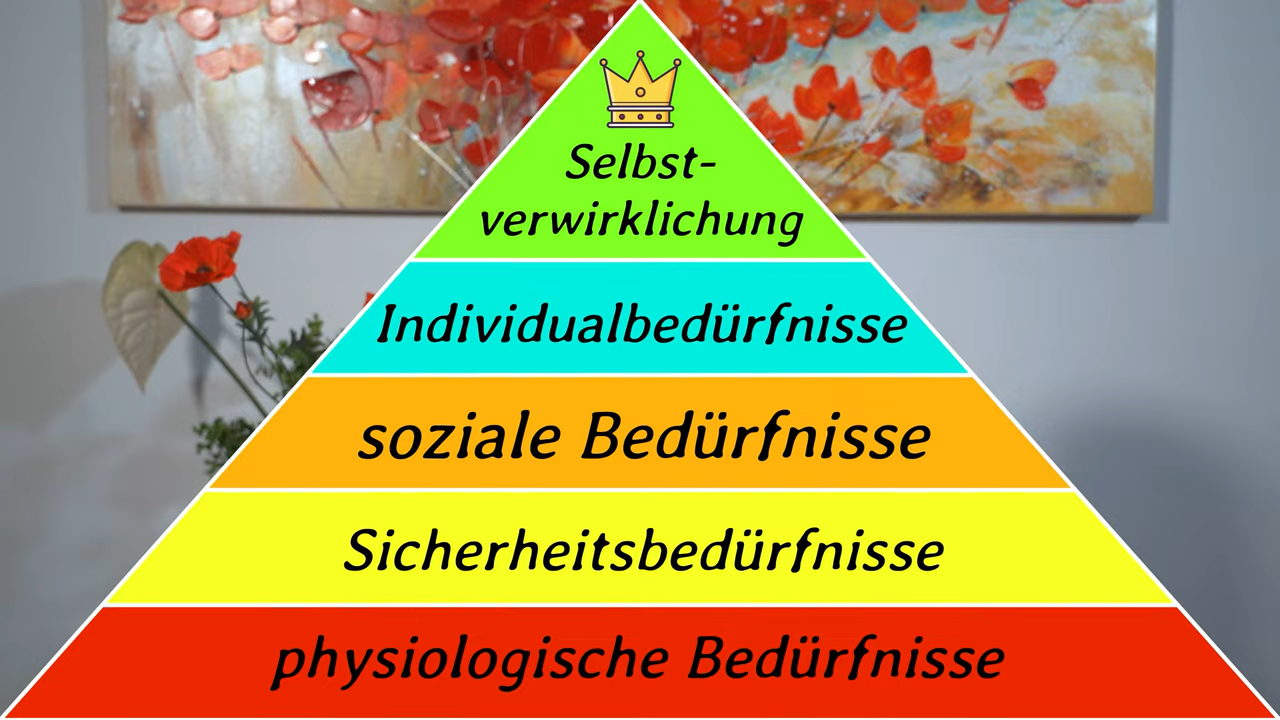 Selbst-
verwirklichung
Individualbedürfnisse
soziale Bedürfnisse
Sicherheitsbedürfnisse
physiologische Bedürfnisse